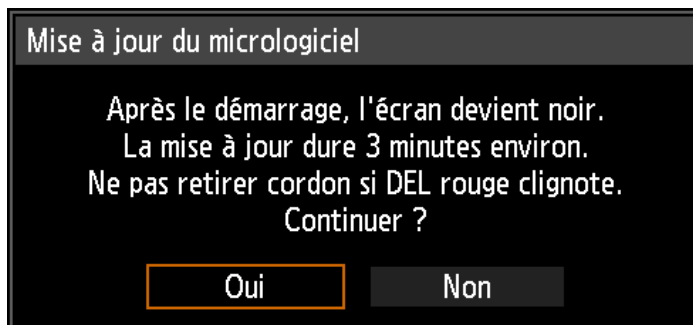 Mise à jour du micrologiciel
Après le démarrage, l'écran devient noir.
La mise à jour dure 3 minutes environ.
Ne pas retirer cordon si DEL rouge clignote.
Continuer ?
Oui
Non